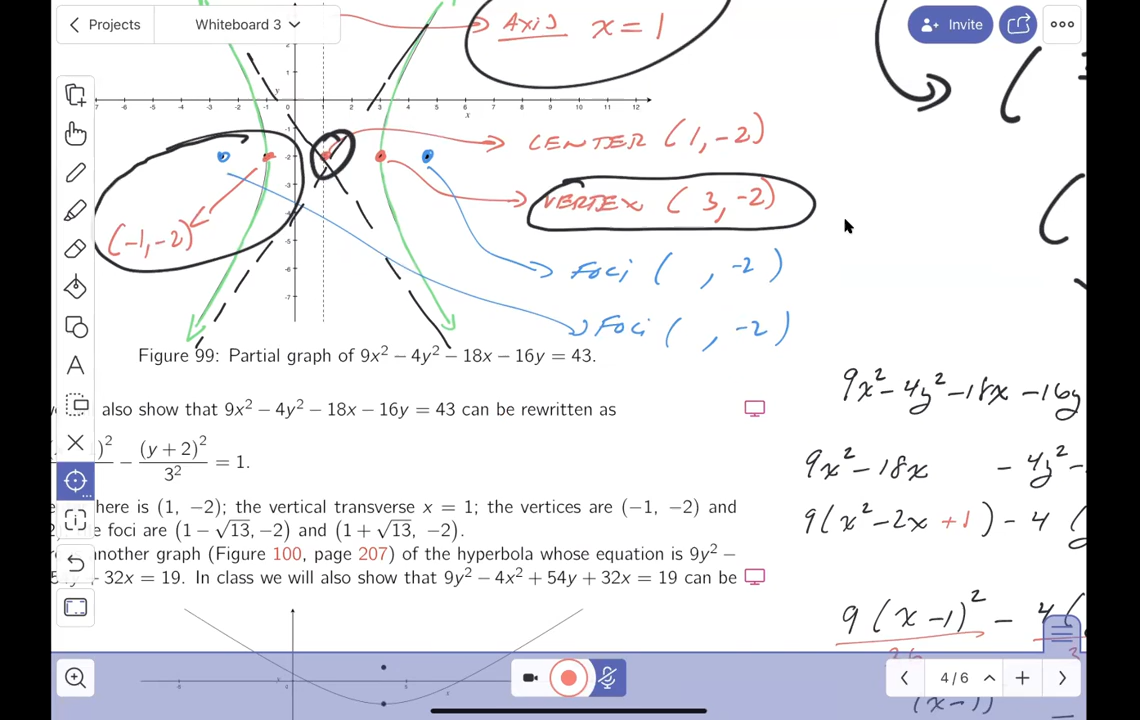 Projects Whiteboard 3 Invite
AXIS x = 1
CENTER (1, -2)
VERTEX (3, -2)
(-1, -2)
Foci ( , -2)
Foci ( , -2)
Figure 99: Partial graph of 9x² − 4y² − 18x − 16y = 43.
9x² - 4y² - 18x - 16y
also show that 9x² − 4y² − 18x − 16y = 43 can be rewritten as
)² − (y + 2)² / 3² = 1.
9x² - 18x - 4y² -
9(x² - 2x + 1) - 4 (
here is (1, −2); the vertical transverse x = 1; the vertices are (−1, −2) and
e foci are (1 − √13, −2) and (1 + √13, −2).
another graph (Figure 100, page 207) of the hyperbola whose equation is 9y² −
+ 32x = 19. In class we will also show that 9y² − 4x² + 54y + 32x = 19 can be
9 (x - 1)² - 4 (
(x - 1)
4/6